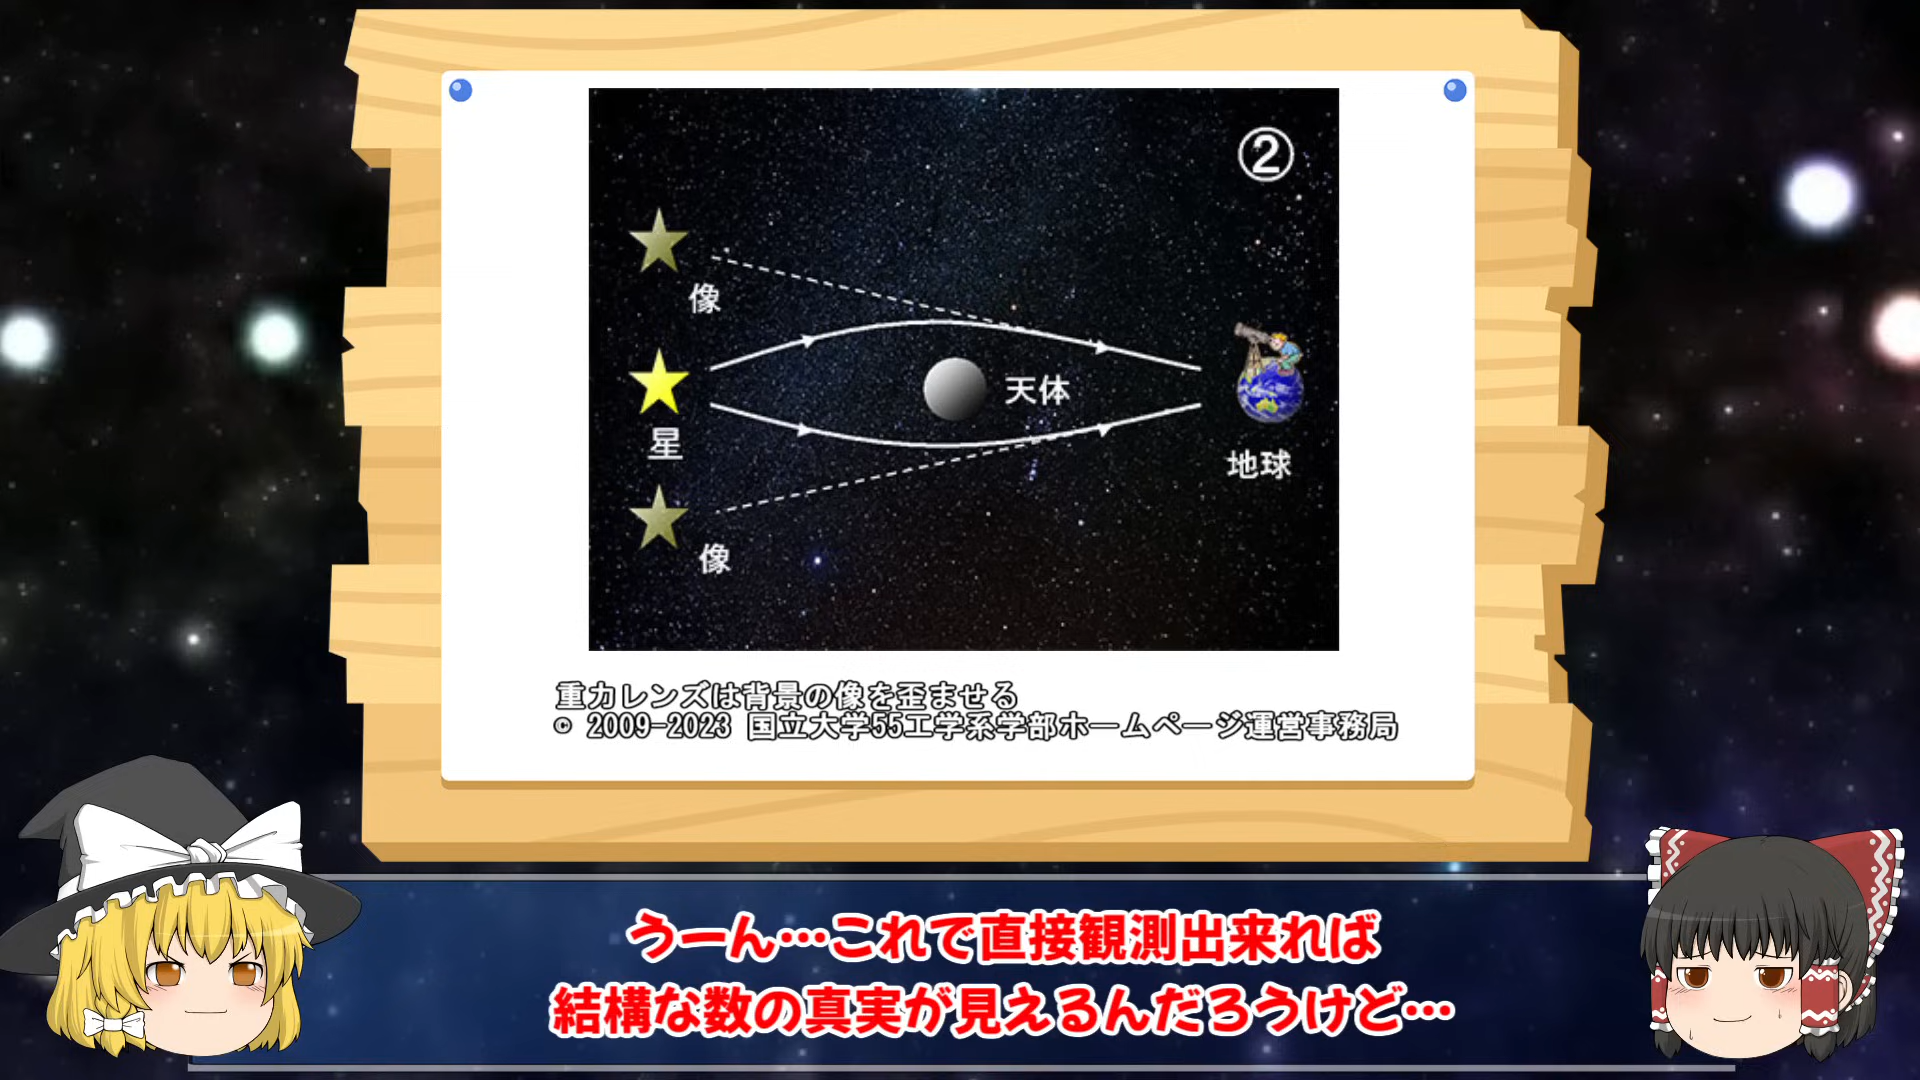 ②
像
天体
星
地球
像
重力レンズは背景の像を歪ませる
© 2009-2023 国立大学55工学系学部ホームページ運営事務局
うーん…これで直接観測出来れば
結構な数の真実が見えるんだろうけど…